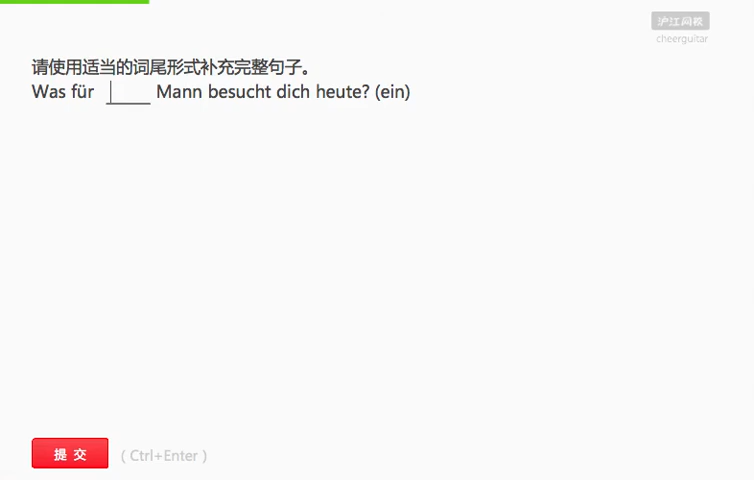 沪江网校
cheerguitar
请使用适当的词尾形式补充完整句子。
Was für _____ Mann besucht dich heute? (ein)
提 交 ( Ctrl+Enter )